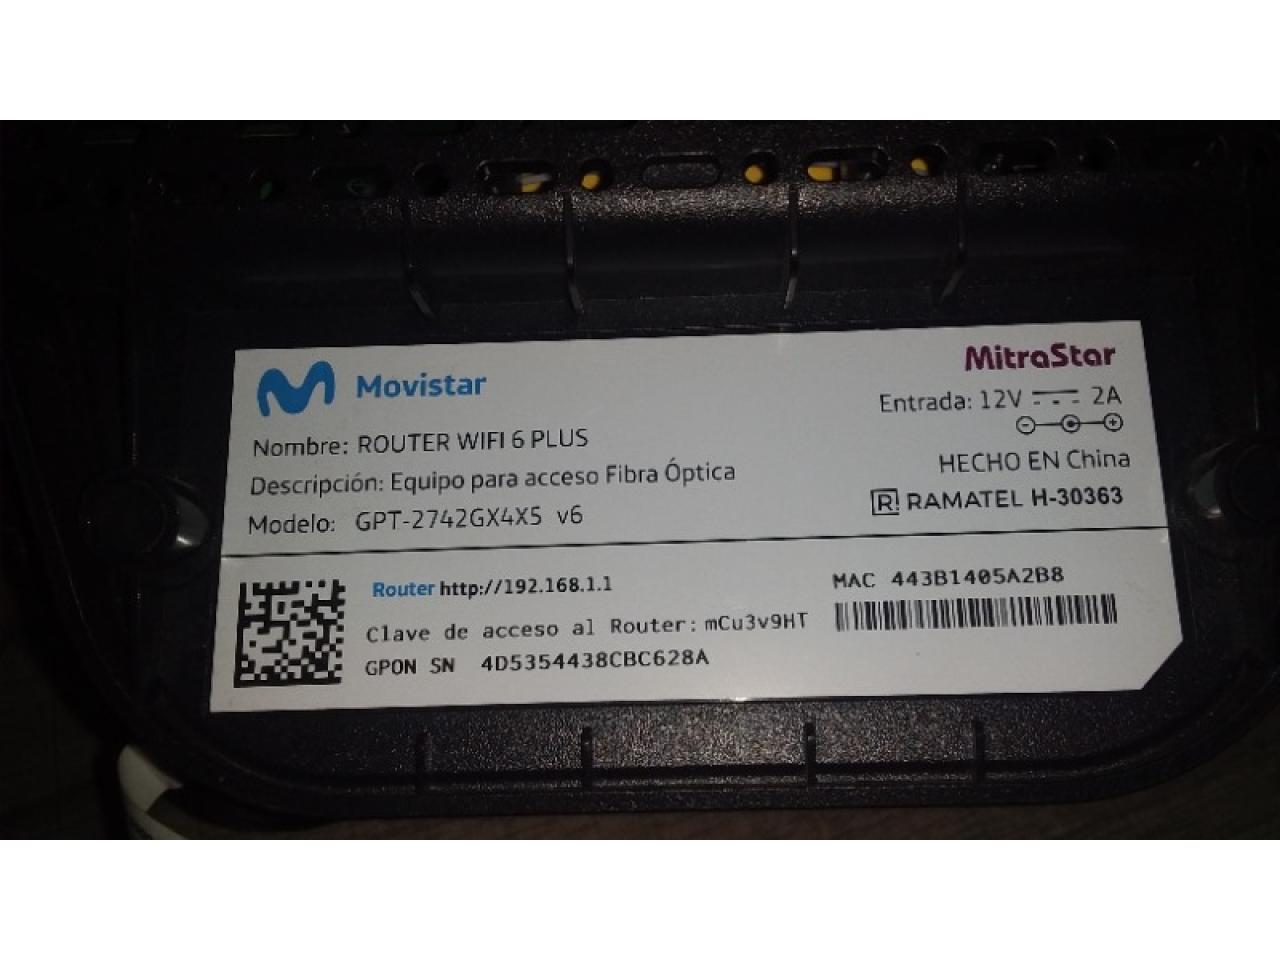 Movistar
MitraStar
Entrada: 12V 2A
Nombre: ROUTER WIFI 6 PLUS
Descripción: Equipo para acceso Fibra Óptica
HECHO EN China
Modelo: GPT-2742GX4X5 v6
R! RAMATEL H-30363
Router http://192.168.1.1
MAC 443B1405A2B8
Clave de acceso al Router: mCu3v9HT
GPON SN 4D5354438CBC628A